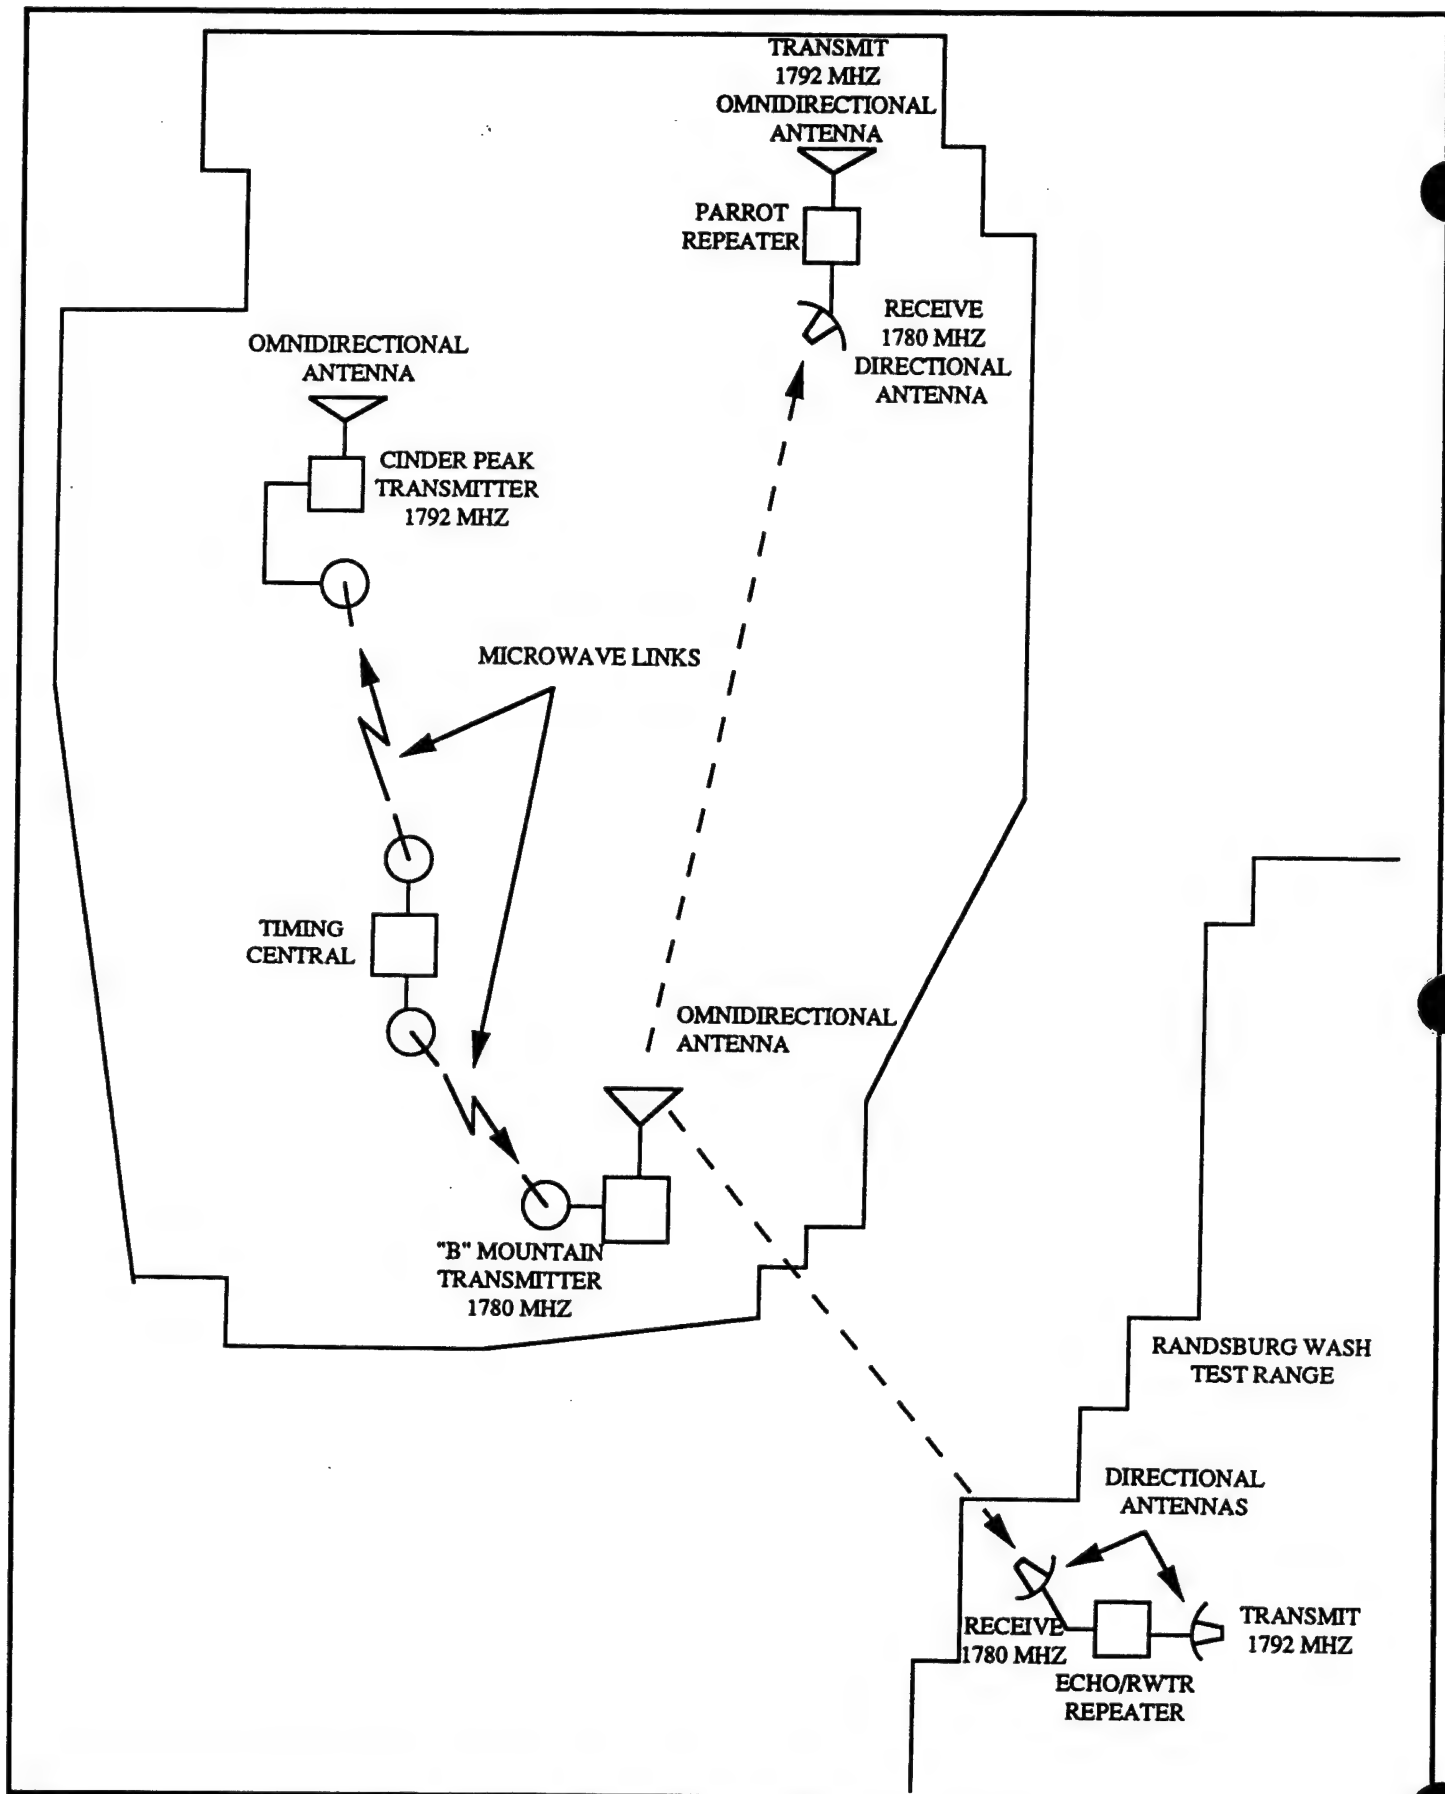 TRANSMIT
1792 MHZ
OMNIDIRECTIONAL
ANTENNA
PARROT
REPEATER
RECEIVE
1780 MHZ
DIRECTIONAL
ANTENNA
OMNIDIRECTIONAL
ANTENNA
CINDER PEAK
TRANSMITTER
1792 MHZ
MICROWAVE LINKS
TIMING
CENTRAL
OMNIDIRECTIONAL
ANTENNA
"B" MOUNTAIN
TRANSMITTER
1780 MHZ
RANDSBURG WASH
TEST RANGE
DIRECTIONAL
ANTENNAS
RECEIVE
1780 MHZ
TRANSMIT
1792 MHZ
ECHO/RWTR
REPEATER